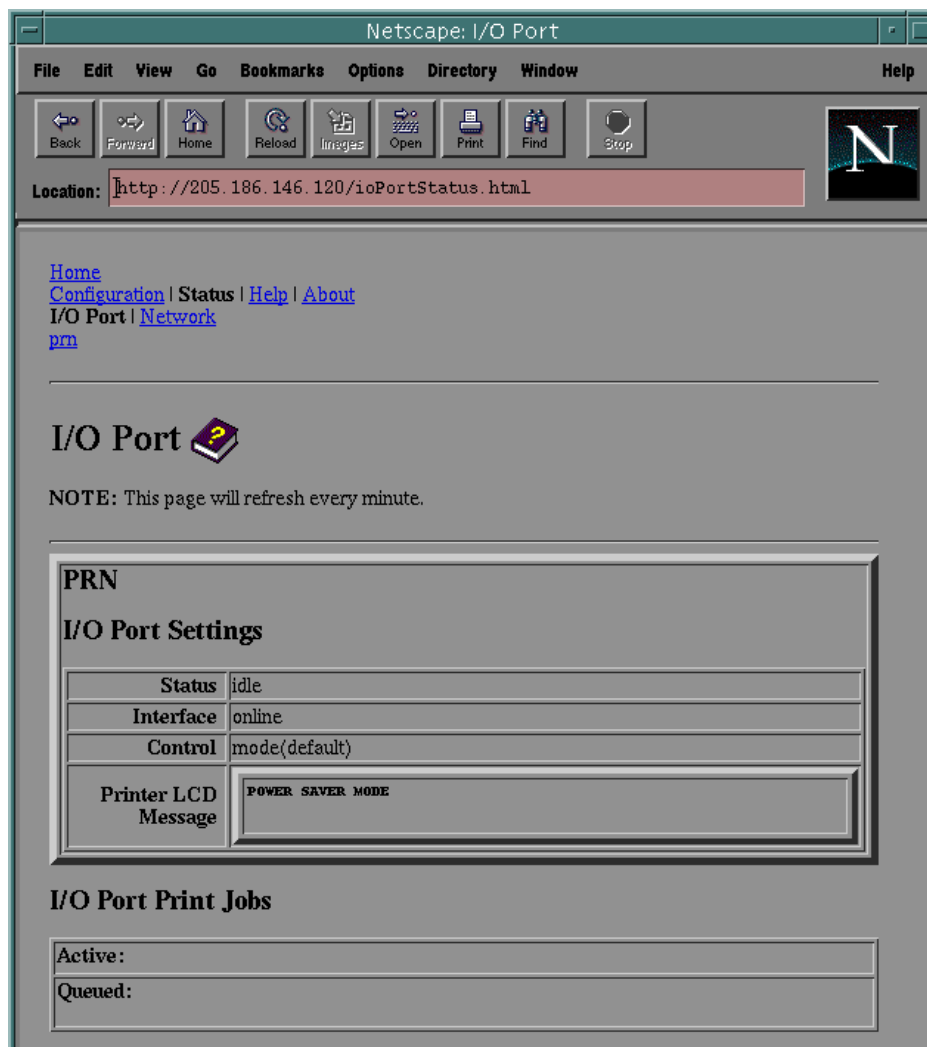 Netscape: I/O Port
File Edit View Go Bookmarks Options Directory Window Help
Back Forward Home Reload Images Open Print Find Stop
N
Location: http://205.186.146.120/ioPortStatus.html
Home
Configuration | Status | Help | About
I/O Port | Network
prn
I/O Port ?
NOTE: This page will refresh every minute.
PRN
I/O Port Settings
Status idle
Interface online
Control mode(default)
Printer LCD
Message
POWER SAVER MODE
I/O Port Print Jobs
Active:
Queued: